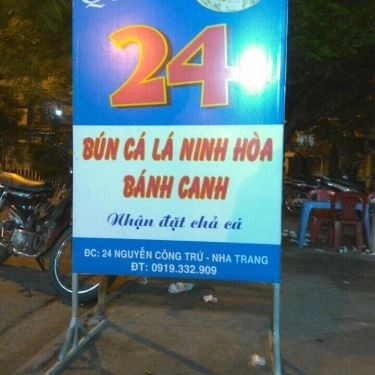 24
BÚN CÁ LÁ NINH HÒA
BÁNH CANH
Nhận đặt chả cá
ĐC: 24 NGUYỄN CÔNG TRỨ - NHA TRANG
ĐT: 0919.332.909